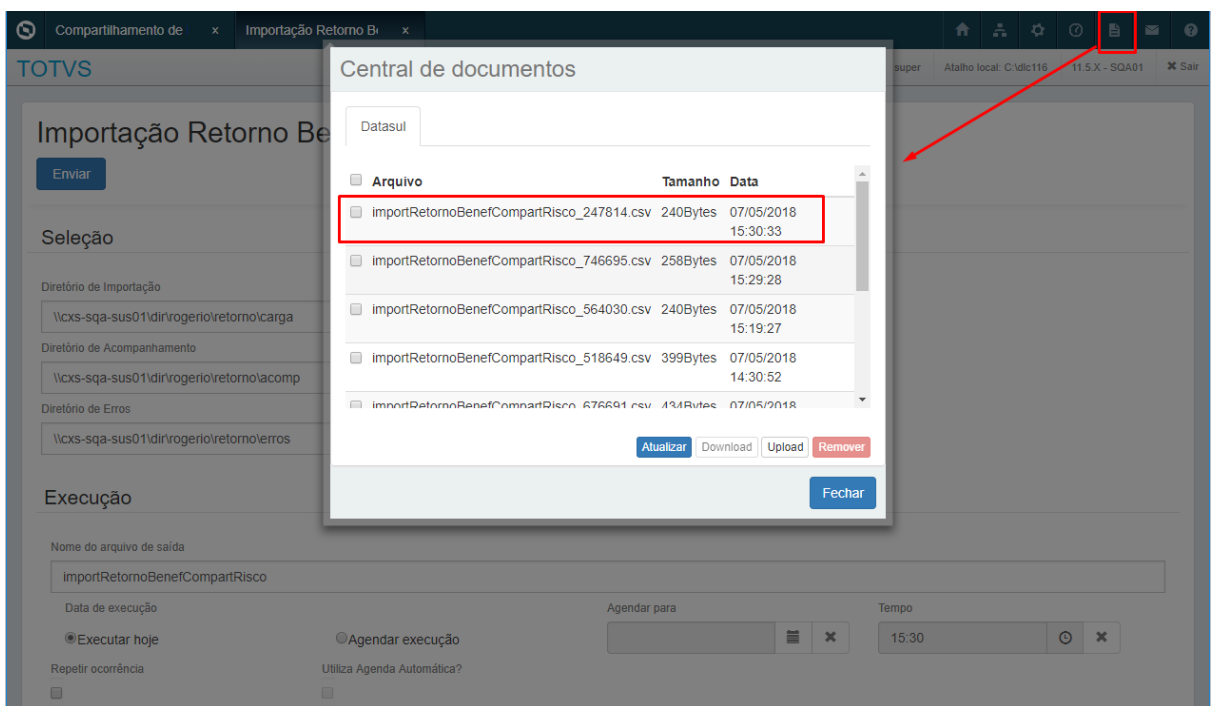 Compartilhamento de x Importação Retorno B x
TOTVS
super Atalho local: C:\dlc116 11.5.X - SQA01 Sair
Importação Retorno Be
Enviar
Seleção
Diretório de Importação
\\cxs-sqa-sus01\dir\rogerio\retorno\carga
Diretório de Acompanhamento
\\cxs-sqa-sus01\dir\rogerio\retorno\acomp
Diretório de Erros
\\cxs-sqa-sus01\dir\rogerio\retorno\erros
Central de documentos
Datasul
Arquivo Tamanho Data
importRetornoBenefCompartRisco_247814.csv 240Bytes 07/05/2018
15:30:33
importRetornoBenefCompartRisco_746695.csv 258Bytes 07/05/2018
15:29:28
importRetornoBenefCompartRisco_564030.csv 240Bytes 07/05/2018
15:19:27
importRetornoBenefCompartRisco_518649.csv 399Bytes 07/05/2018
14:30:52
importRetornoBenefCompartRisco_676691.csv 434Bytes 07/05/2018
Atualizar Download Upload Remover
Fechar
Execução
Nome do arquivo de saída
importRetornoBenefCompartRisco
Data de execução Agendar para Tempo
Executar hoje Agendar execução 15:30
Repetir ocorrência Utiliza Agenda Automática?